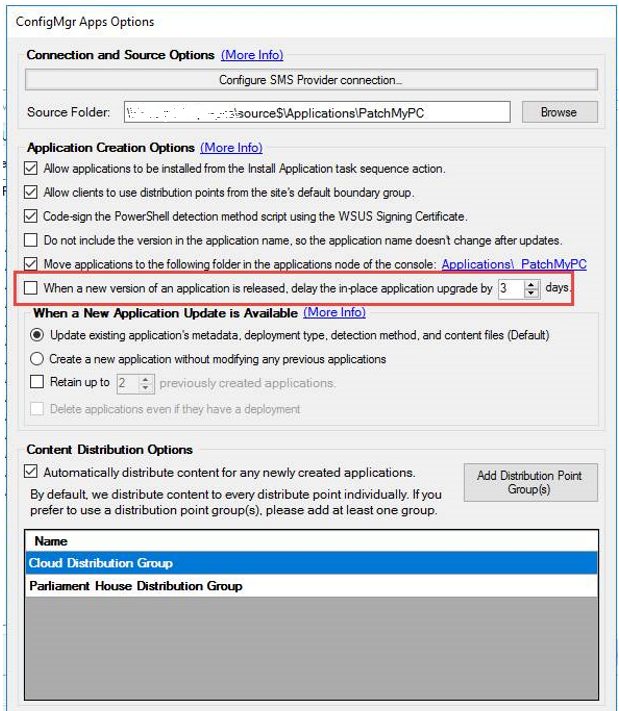 ConfigMgr Apps Options
Connection and Source Options (More Info)
Configure SMS Provider connection...
Source Folder: \source$\Applications\PatchMyPC Browse
Application Creation Options (More Info)
Allow applications to be installed from the Install Application task sequence action.
Allow clients to use distribution points from the site's default boundary group.
Code-sign the PowerShell detection method script using the WSUS Signing Certificate.
Do not include the version in the application name, so the application name doesn't change after updates.
Move applications to the following folder in the applications node of the console: Applications\_PatchMyPC
When a new version of an application is released, delay the in-place application upgrade by 3 days.
When a New Application Update is Available (More Info)
Update existing application's metadata, deployment type, detection method, and content files (Default)
Create a new application without modifying any previous applications
Retain up to 2 previously created applications.
Delete applications even if they have a deployment
Content Distribution Options
Automatically distribute content for any newly created applications.
Add Distribution Point
Group(s)
By default, we distribute content to every distribute point individually. If you
prefer to use a distribution point group(s), please add at least one group.
Name
Cloud Distribution Group
Parliament House Distribution Group